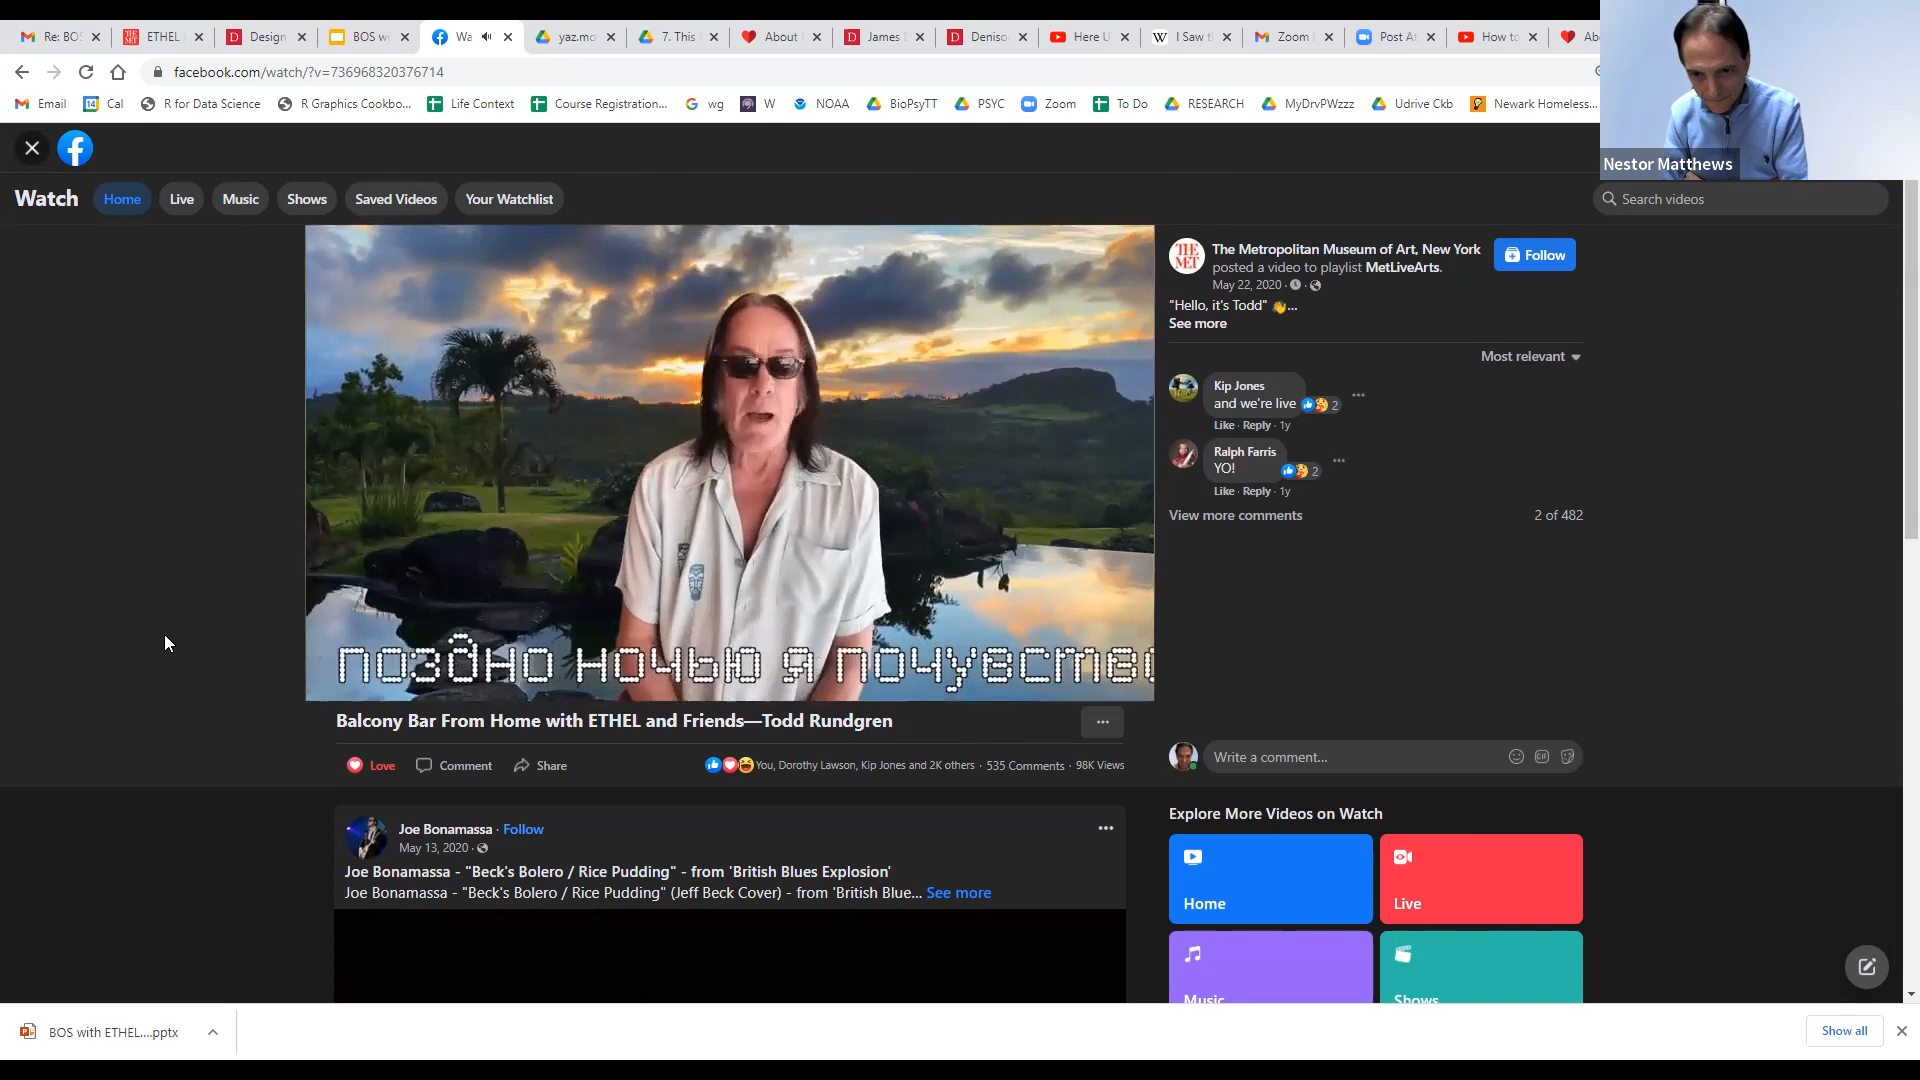 Re: BOS
ETHEL
Design
BOS w
Wa
yaz.mo
7. This
About
James
Deniso
Here U
I Saw t
Zoom
Post A
How to
Ab
facebook.com/watch/?v=736968320376714
Email
Cal
R for Data Science
R Graphics Cookbo...
Life Context
Course Registration...
wg
W
NOAA
BioPsyTT
PSYC
Zoom
To Do
RESEARCH
MyDrvPWzzz
Udrive Ckb
Newark Homeless...
Nestor Matthews
Watch
Home
Live
Music
Shows
Saved Videos
Your Watchlist
Search videos
поздно ночью я почувство
Balcony Bar From Home with ETHEL and Friends—Todd Rundgren
Love
Comment
Share
You, Dorothy Lawson, Kip Jones and 2K others · 535 Comments · 98K Views
THE MET
The Metropolitan Museum of Art, New York
posted a video to playlist MetLiveArts.
May 22, 2020
Follow
"Hello, it's Todd" 👋...
See more
Most relevant
Kip Jones
and we're live
2
Like · Reply · 1y
Ralph Farris
YO!
2
Like · Reply · 1y
View more comments
2 of 482
Write a comment...
Joe Bonamassa · Follow
May 13, 2020
Joe Bonamassa - "Beck's Bolero / Rice Pudding" - from 'British Blues Explosion'
Joe Bonamassa - "Beck's Bolero / Rice Pudding" (Jeff Beck Cover) - from 'British Blue... See more
Explore More Videos on Watch
Home
Live
Music
Shows
BOS with ETHEL....pptx
Show all